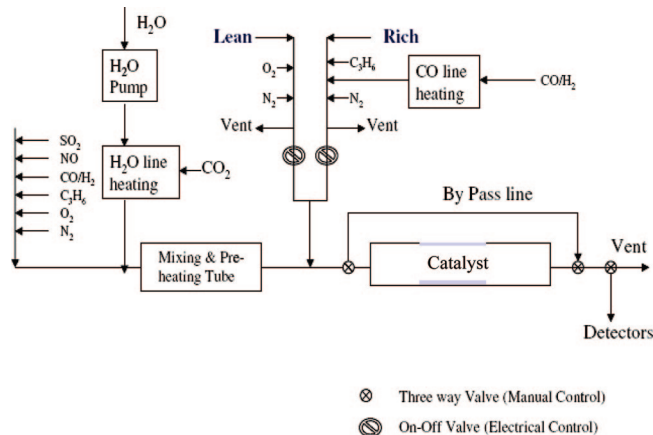 H₂O
H₂O
Pump
H₂O line
heating
CO₂
SO₂
NO
CO/H₂
C₃H₆
O₂
N₂
Mixing & Pre-
heating Tube
Lean
Rich
O₂
N₂
C₃H₆
N₂
Vent
Vent
CO line
heating
CO/H₂
By Pass line
Catalyst
Vent
Detectors
Three way Valve (Manual Control)
On-Off Valve (Electrical Control)